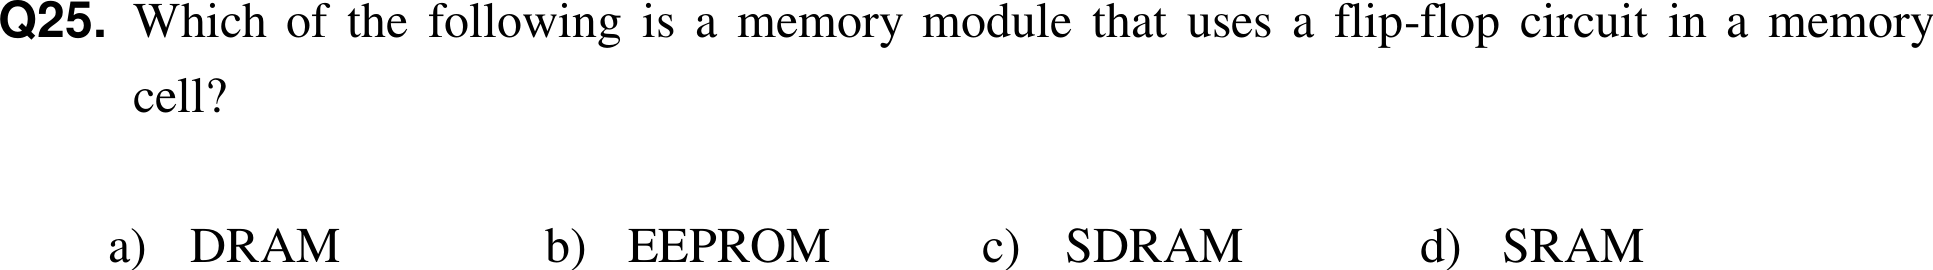 Q25. Which of the following is a memory module that uses a flip-flop circuit in a memory
cell?
a) DRAM b) EEPROM c) SDRAM d) SRAM